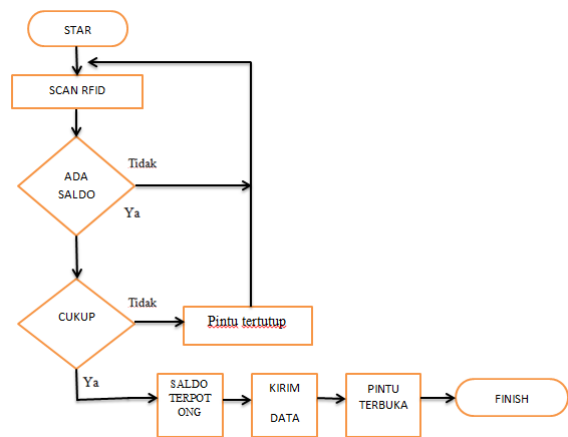 STAR
SCAN RFID
ADA
SALDO
Tidak
Ya
CUKUP
Tidak
Pintu tertutup
Ya
SALDO
TERPOT
ONG
KIRIM
DATA
PINTU
TERBUKA
FINISH